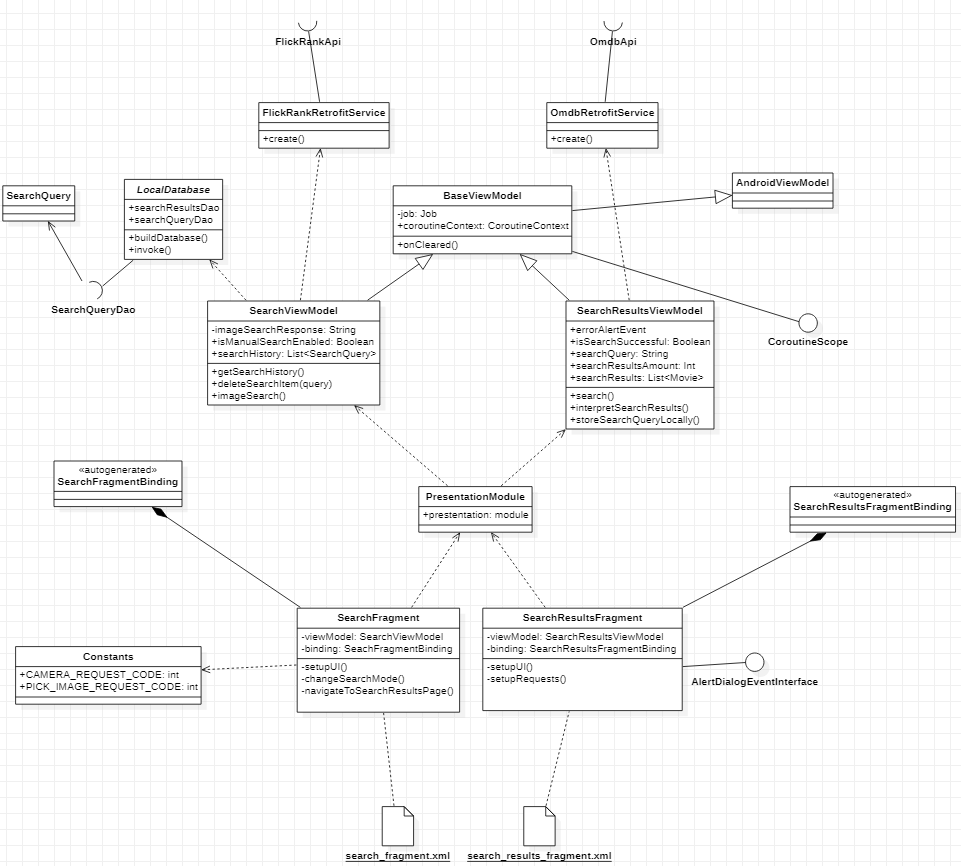 FlickRankApi
OmdbApi
FlickRankRetrofitService
+create()
OmdbRetrofitService
+create()
SearchQuery
LocalDatabase
+searchResultsDao
+searchQueryDao
+buildDatabase()
+invoke()
BaseViewModel
-job: Job
+coroutineContext: CoroutineContext
+onCleared()
AndroidViewModel
SearchQueryDao
SearchViewModel
-imageSearchResponse: String
+isManualSearchEnabled: Boolean
+searchHistory: List<SearchQuery>
+getSearchHistory()
+deleteSearchItem(query)
+imageSearch()
SearchResultsViewModel
+errorAlertEvent
+isSearchSuccessful: Boolean
+searchQuery: String
+searchResultsAmount: Int
+searchResults: List<Movie>
+search()
+interpretSearchResults()
+storeSearchQueryLocally()
CoroutineScope
«autogenerated»
SearchFragmentBinding
PresentationModule
+prestentation: module
«autogenerated»
SearchResultsFragmentBinding
SearchFragment
-viewModel: SearchViewModel
-binding: SeachFragmentBinding
-setupUI()
-changeSearchMode()
-navigateToSearchResultsPage()
SearchResultsFragment
-viewModel: SearchResultsViewModel
-binding: SearchResultsFragmentBinding
-setupUI()
-setupRequests()
Constants
+CAMERA_REQUEST_CODE: int
+PICK_IMAGE_REQUEST_CODE: int
AlertDialogEventInterface
search_fragment.xml
search_results_fragment.xml